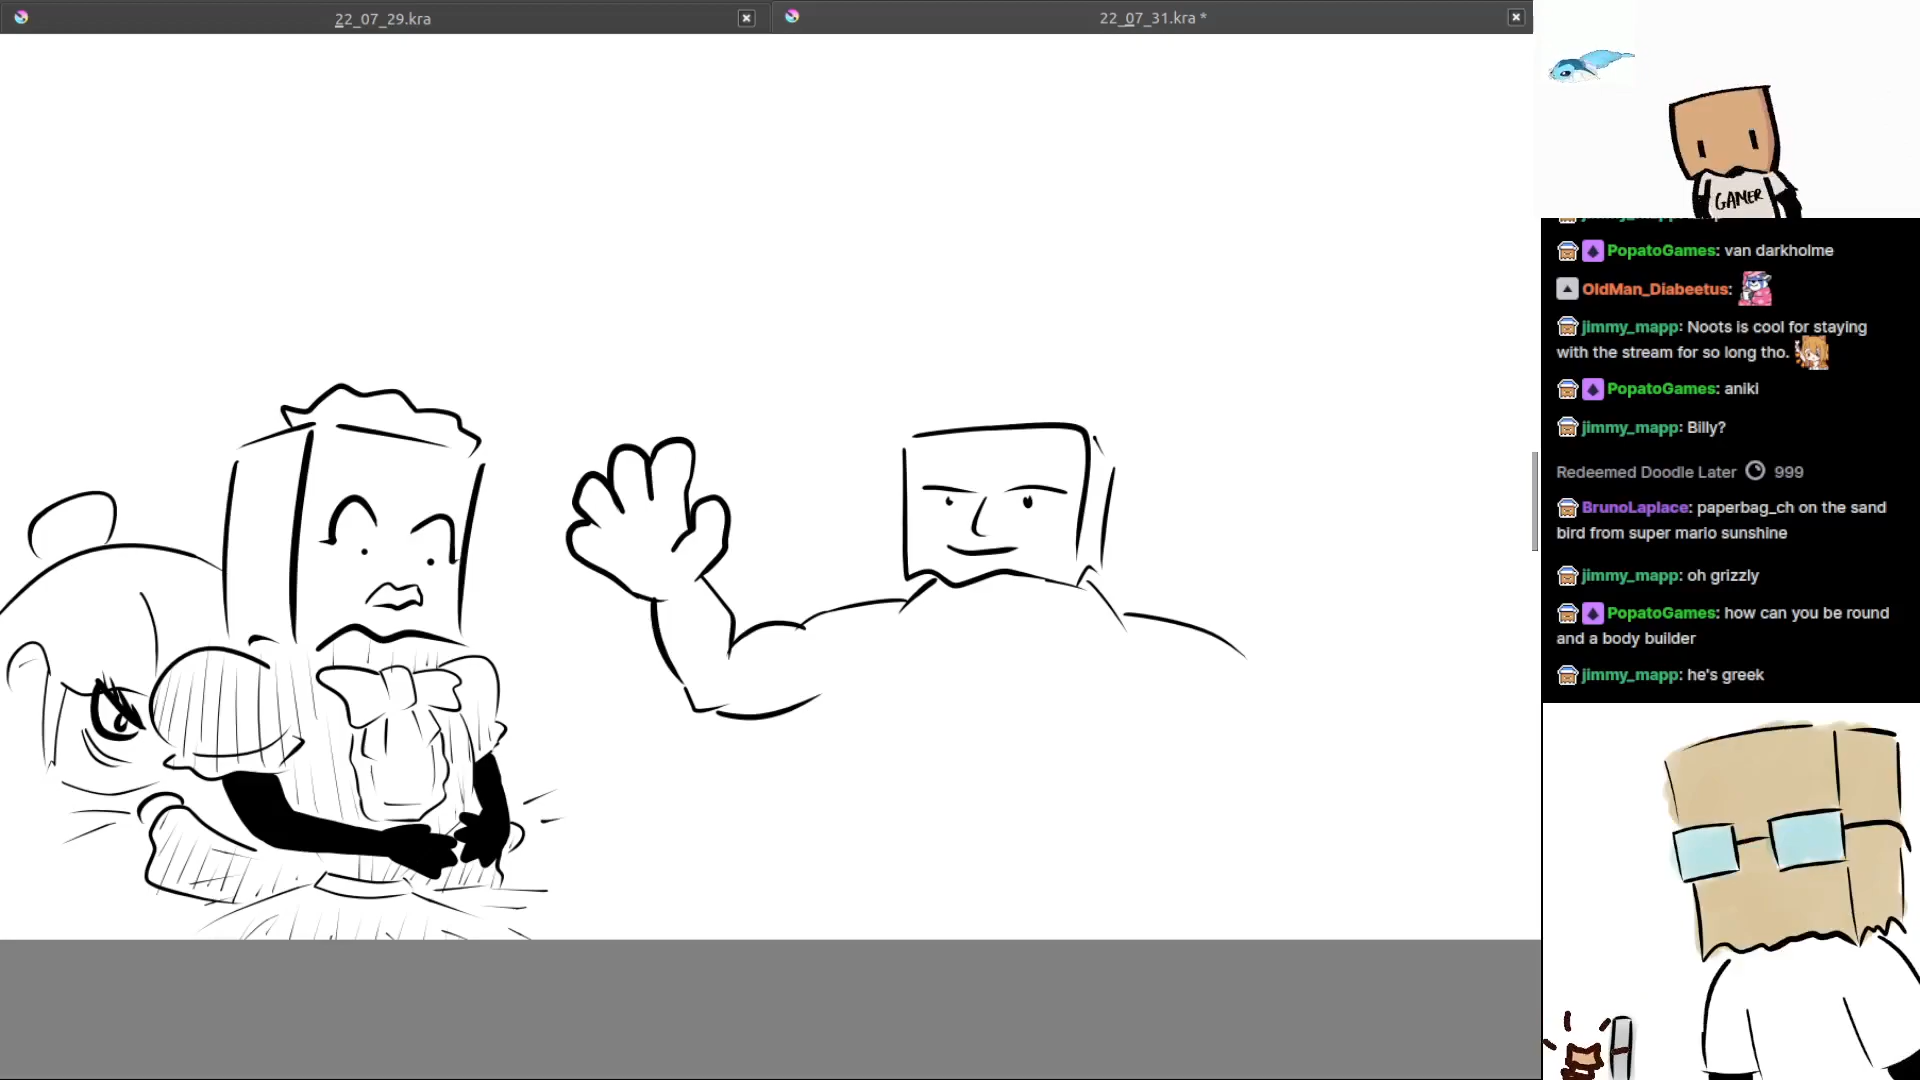 22_07_29.kra
22_07_31.kra *
GAMER
PopatoGames: van darkholme
OldMan_Diabeetus:
jimmy_mapp: Noots is cool for staying
with the stream for so long tho.
PopatoGames: aniki
jimmy_mapp: Billy?
Redeemed Doodle Later 999
BrunoLaplace: paperbag_ch on the sand
bird from super mario sunshine
jimmy_mapp: oh grizzly
PopatoGames: how can you be round
and a body builder
jimmy_mapp: he's greek